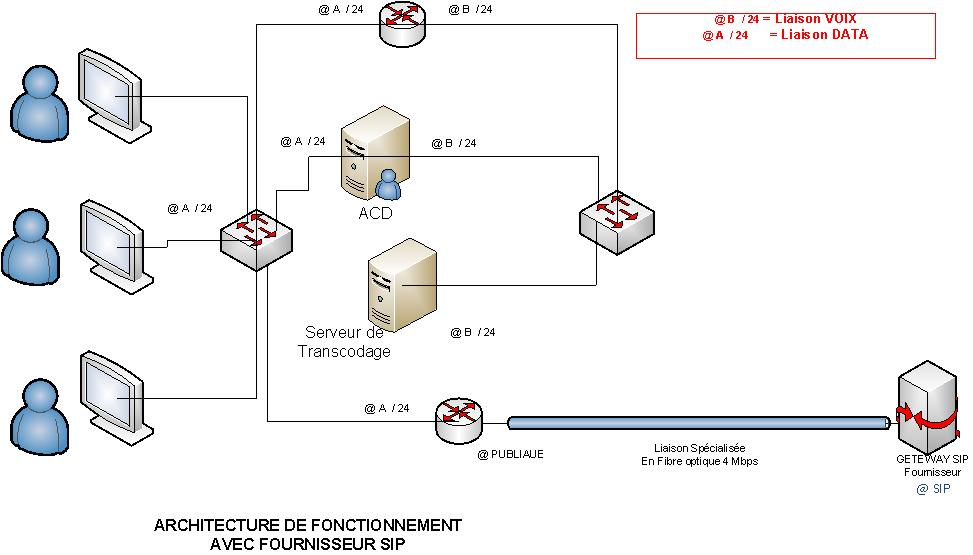 @ A / 24
@ B / 24
@ B / 24 = Liaison VOIX
@ A / 24 = Liaison DATA
@ A / 24
@ B / 24
@ A / 24
ACD
Serveur de
Transcodage
@ B / 24
@ A / 24
@ PUBLIAUE
Liaison Spécialisée
En Fibre optique 4 Mbps
GETEWAY SIP
Fournisseur
@ SIP
ARCHITECTURE DE FONCTIONNEMENT
AVEC FOURNISSEUR SIP